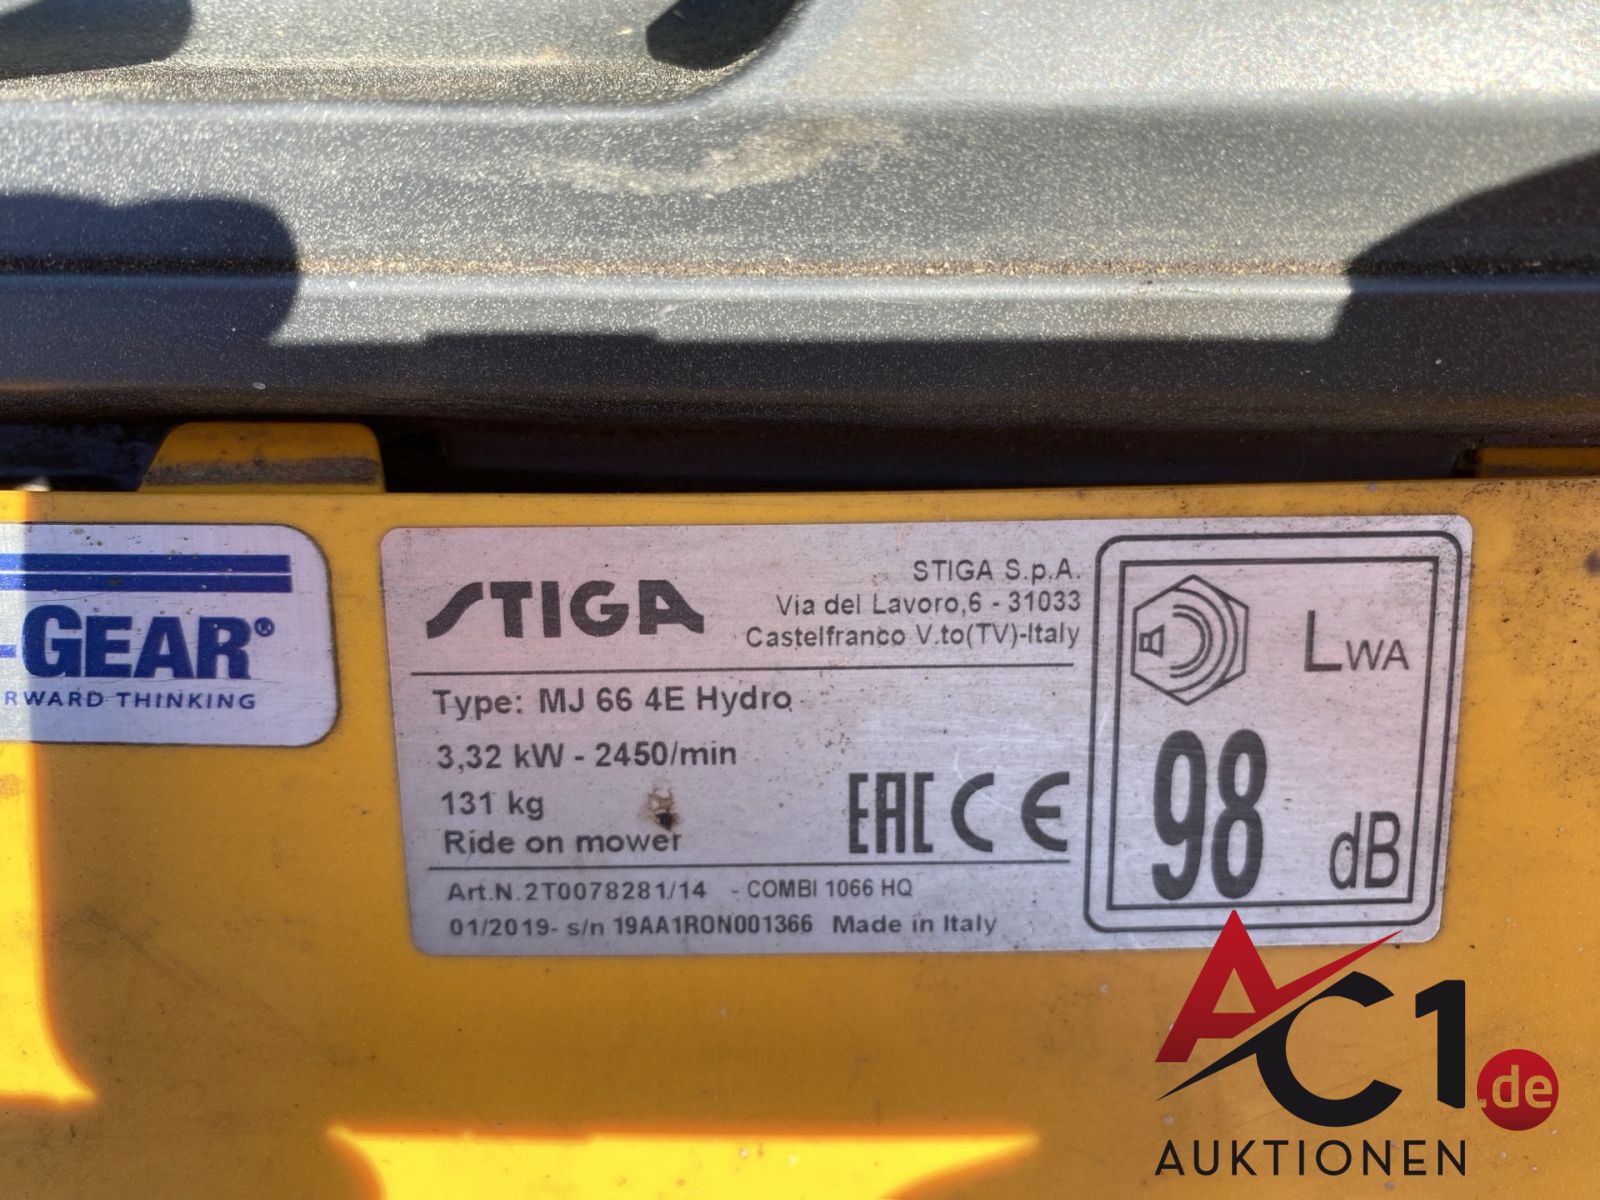 -GEAR®
RWARD THINKING
STIGA
STIGA S.p.A.
Via del Lavoro,6 - 31033
Castelfranco V.to(TV)-Italy
Type: MJ 66 4E Hydro
3,32 kW - 2450/min
131 kg
Ride on mower
EAC CE
Art.N. 2T0078281/14 - COMBI 1066 HQ
01/2019- s/n 19AA1RON001366 Made in Italy
LWA
98
dB
AC1.de
AUKTIONEN